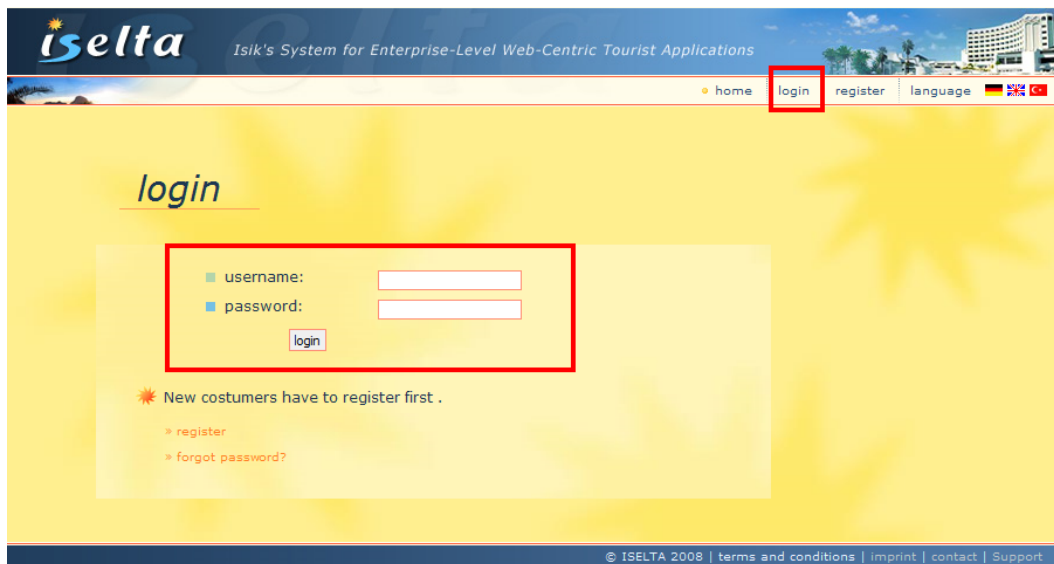 iselta Isik's System for Enterprise-Level Web-Centric Tourist Applications
home login register language
login
username:
password:
login
New costumers have to register first .
» register
» forgot password?
© ISELTA 2008 | terms and conditions | imprint | contact | Support